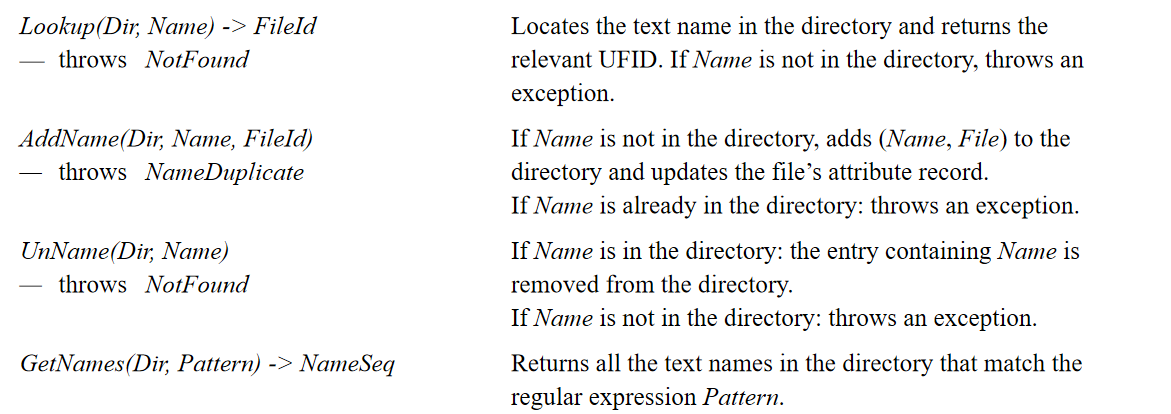 Lookup(Dir, Name) -> FileId
— throws NotFound
Locates the text name in the directory and returns the
relevant UFID. If Name is not in the directory, throws an
exception.
AddName(Dir, Name, FileId)
— throws NameDuplicate
If Name is not in the directory, adds (Name, File) to the
directory and updates the file’s attribute record.
If Name is already in the directory: throws an exception.
UnName(Dir, Name)
— throws NotFound
If Name is in the directory: the entry containing Name is
removed from the directory.
If Name is not in the directory: throws an exception.
GetNames(Dir, Pattern) -> NameSeq
Returns all the text names in the directory that match the
regular expression Pattern.